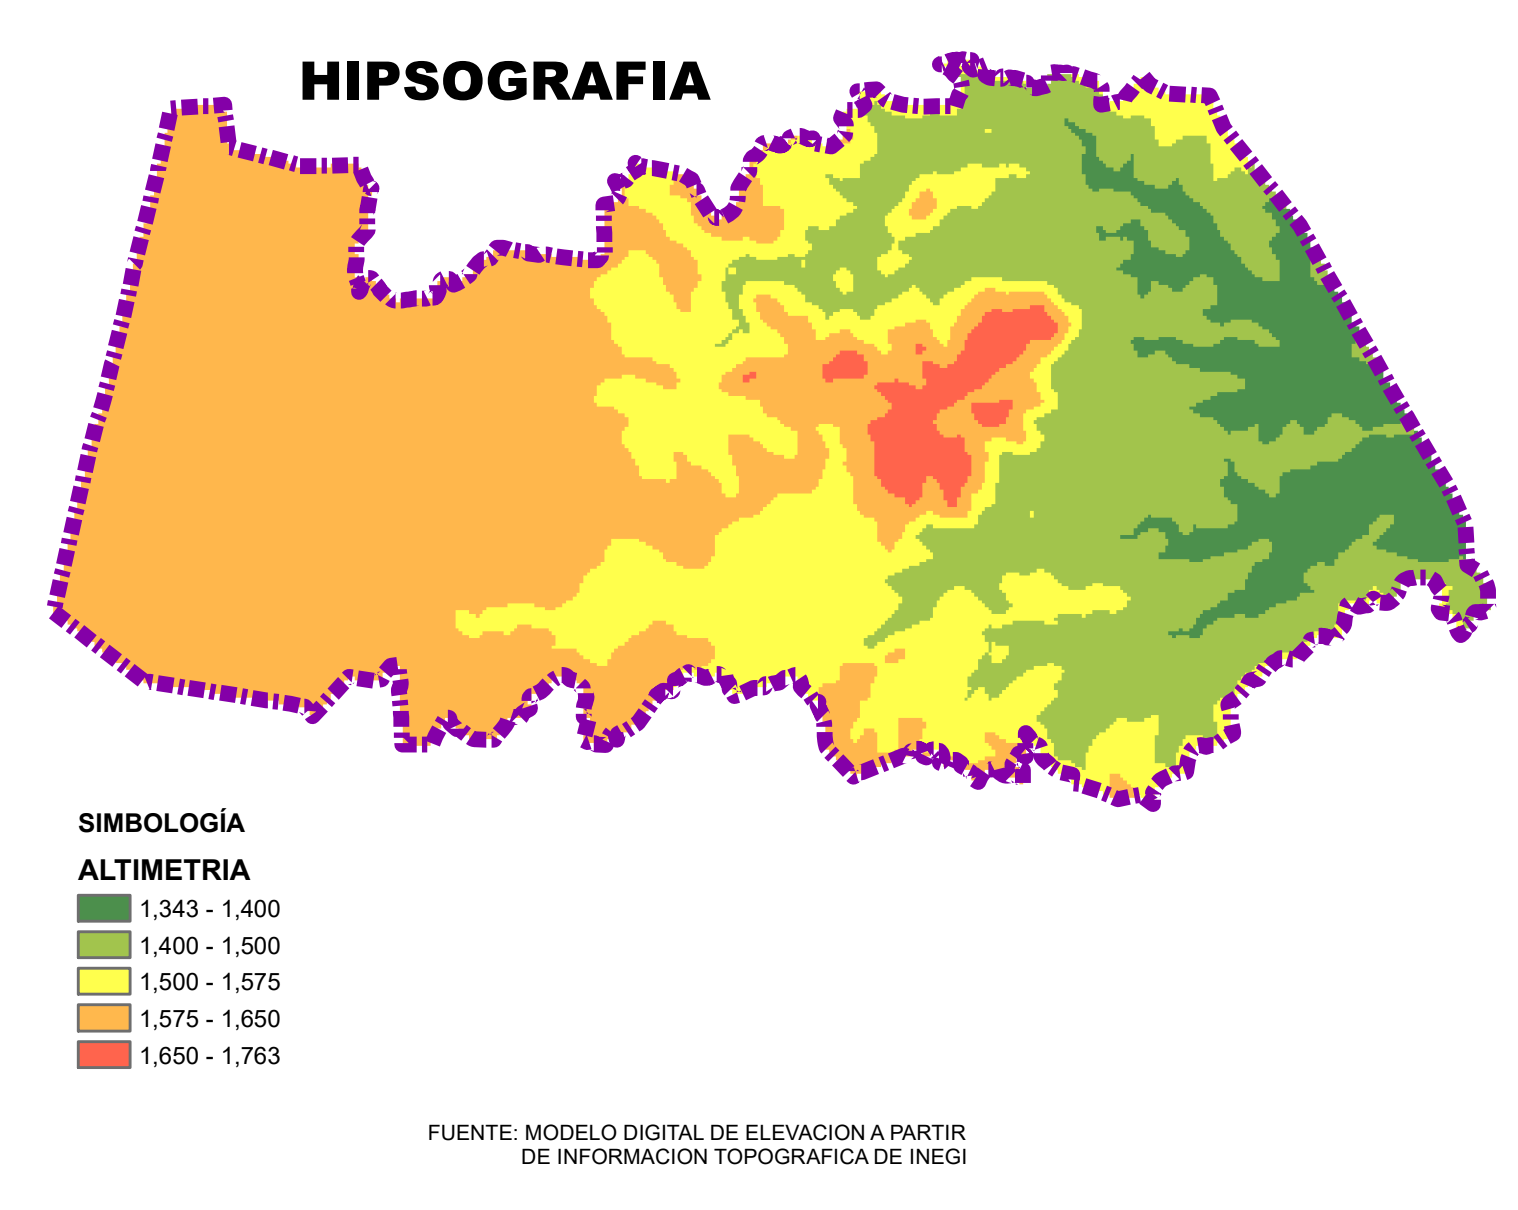 HIPSOGRAFIA
SIMBOLOGÍA
ALTIMETRIA
1,343 - 1,400
1,400 - 1,500
1,500 - 1,575
1,575 - 1,650
1,650 - 1,763
FUENTE: MODELO DIGITAL DE ELEVACION A PARTIR
DE INFORMACION TOPOGRAFICA DE INEGI